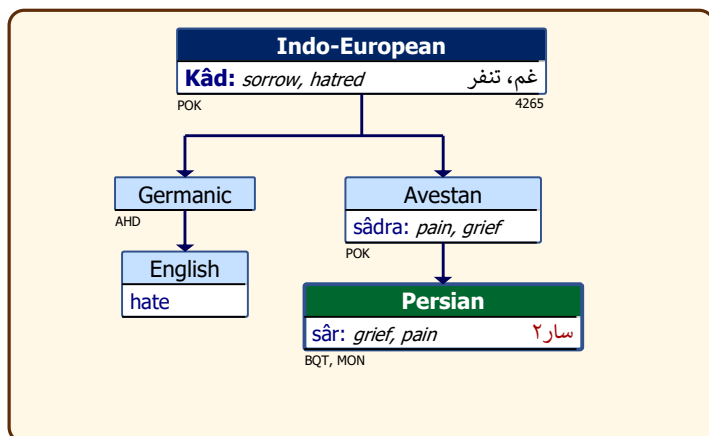 Indo-European
Kâd: sorrow, hatred غم، تنفر
POK 4265
Germanic Avestan
AHD sâdra: pain, grief
POK
English
hate
Persian
sâr: grief, pain سار۲
BQT, MON